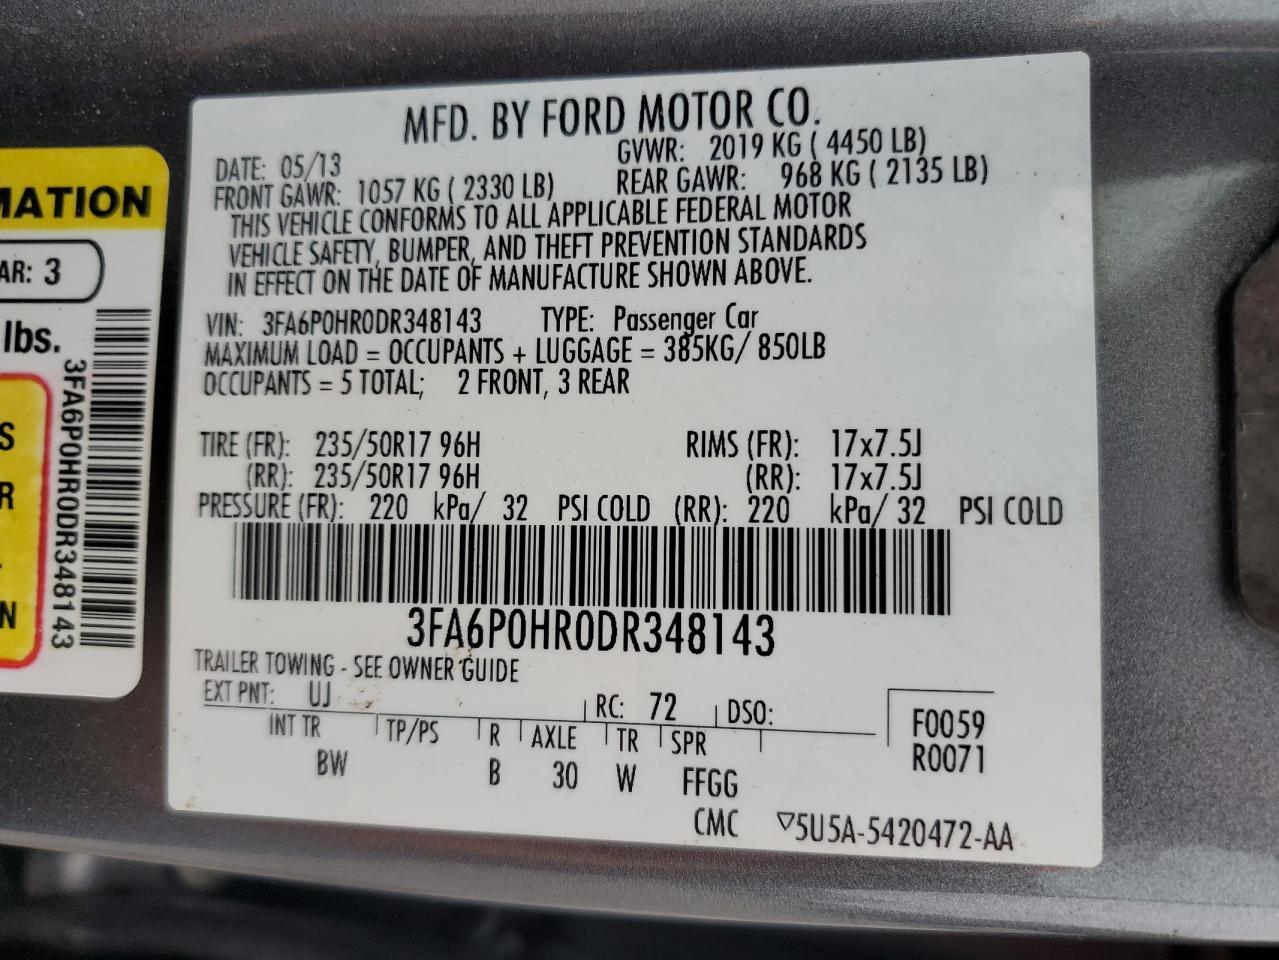 MFD. BY FORD MOTOR CO.
DATE: 05/13 GVWR: 2019 KG ( 4450 LB)
FRONT GAWR: 1057 KG ( 2330 LB) REAR GAWR: 968 KG ( 2135 LB)
THIS VEHICLE CONFORMS TO ALL APPLICABLE FEDERAL MOTOR
VEHICLE SAFETY, BUMPER, AND THEFT PREVENTION STANDARDS
IN EFFECT ON THE DATE OF MANUFACTURE SHOWN ABOVE.
VIN: 3FA6P0HR0DR348143 TYPE: Passenger Car
MAXIMUM LOAD = OCCUPANTS + LUGGAGE = 385KG/ 850LB
OCCUPANTS = 5 TOTAL; 2 FRONT, 3 REAR
TIRE (FR): 235/50R17 96H RIMS (FR): 17x7.5J
(RR): 235/50R17 96H (RR): 17x7.5J
PRESSURE (FR): 220 kPa/ 32 PSI COLD (RR): 220 kPa/ 32 PSI COLD
3FA6P0HR0DR348143
TRAILER TOWING - SEE OWNER GUIDE
EXT PNT: UJ RC: 72 DSO:
INT TR TP/PS R AXLE TR SPR
BW B 30 W FFGG
F0059
R0071
CMC ▽5U5A-5420472-AA
MATION
AR: 3
lbs.
3FA6P0HR0DR348143
S
R
N